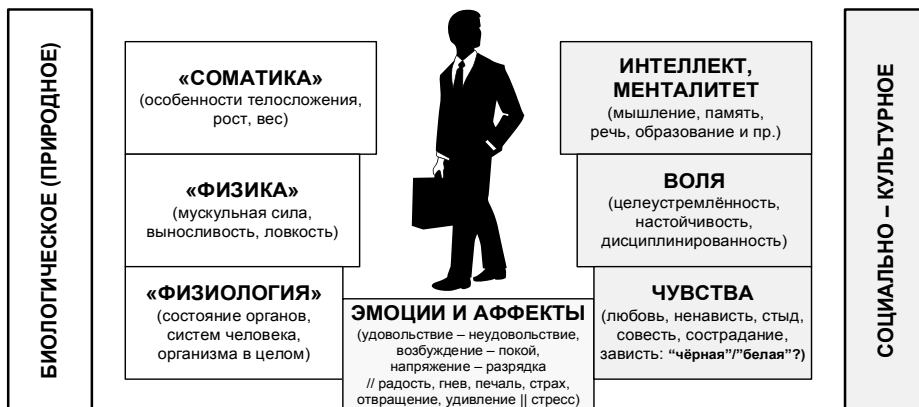 БИОЛОГИЧЕСКОЕ (ПРИРОДНОЕ)
«СОМАТИКА»
(особенности телосложения,
рост, вес)
«ФИЗИКА»
(мускульная сила,
выносливость, ловкость)
«ФИЗИОЛОГИЯ»
(состояние органов,
систем человека,
организма в целом)
ЭМОЦИИ И АФФЕКТЫ
(удовольствие – неудовольствие,
возбуждение – покой,
напряжение – разрядка
// радость, гнев, печаль, страх,
отвращение, удивление || стресс)
ИНТЕЛЛЕКТ,
МЕНТАЛИТЕТ
(мышление, память,
речь, образование и пр.)
ВОЛЯ
(целеустремлённость,
настойчивость,
дисциплинированность)
ЧУВСТВА
(любовь, ненависть, стыд,
совесть, сострадание,
зависть: “чёрная”/”белая”?)
СОЦИАЛЬНО – КУЛЬТУРНОЕ